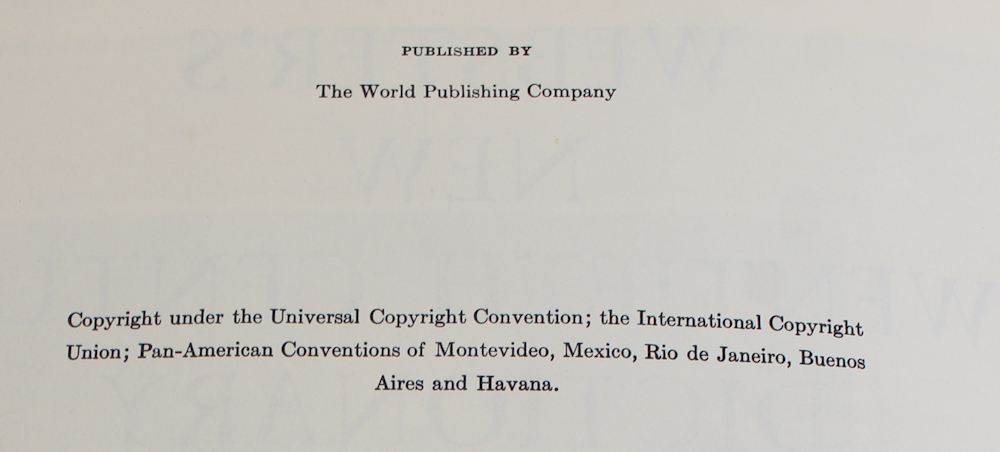 PUBLISHED BY
The World Publishing Company
Copyright under the Universal Copyright Convention; the International Copyright
Union; Pan-American Conventions of Montevideo, Mexico, Rio de Janeiro, Buenos
Aires and Havana.